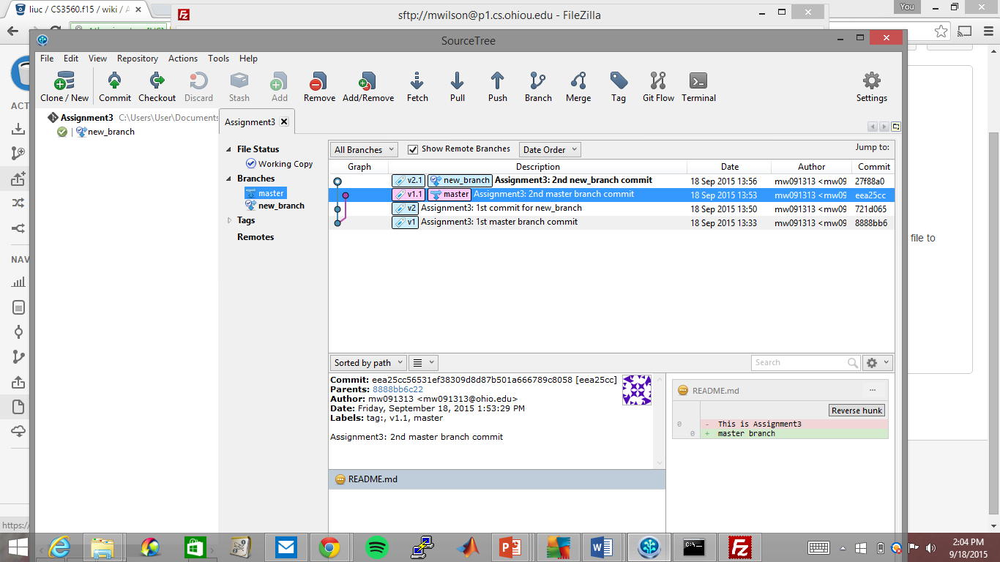 liuc / CS3560.f15 / wiki / A
sftp://mwilson@p1.cs.ohiou.edu - FileZilla
You
SourceTree
File Edit View Repository Actions Tools Help
Clone / New Commit Checkout Discard Stash Add Remove Add/Remove Fetch Pull Push Branch Merge Tag Git Flow Terminal Settings
ACT
Assignment3 C:\Users\User\Documents
new_branch
Assignment3
File Status
Working Copy
Branches
master
new_branch
Tags
Remotes
All Branches Show Remote Branches Date Order Jump to:
Graph Description Date Author Commit
v2.1 new_branch Assignment3: 2nd new_branch commit 18 Sep 2015 13:56 mw091313 <mw09 27f88a0
v1.1 master Assignment3: 2nd master branch commit 18 Sep 2015 13:53 mw091313 <mw09 eea25cc
v2 Assignment3: 1st commit for new_branch 18 Sep 2015 13:50 mw091313 <mw09 721d065
v1 Assignment3: 1st master branch commit 18 Sep 2015 13:33 mw091313 <mw09 8888bb6
file to
NAV
Sorted by path Search
Commit: eea25cc56531ef38309d8d87b501a666789c8058 [eea25cc]
Parents: 8888bb6c22
Author: mw091313 <mw091313@ohio.edu>
Date: Friday, September 18, 2015 1:53:29 PM
Labels: tag:, v1.1, master
Assignment3: 2nd master branch commit
README.md
README.md
Reverse hunk
0 - This is Assignment3
0 + master branch
https://
2:04 PM
9/18/2015